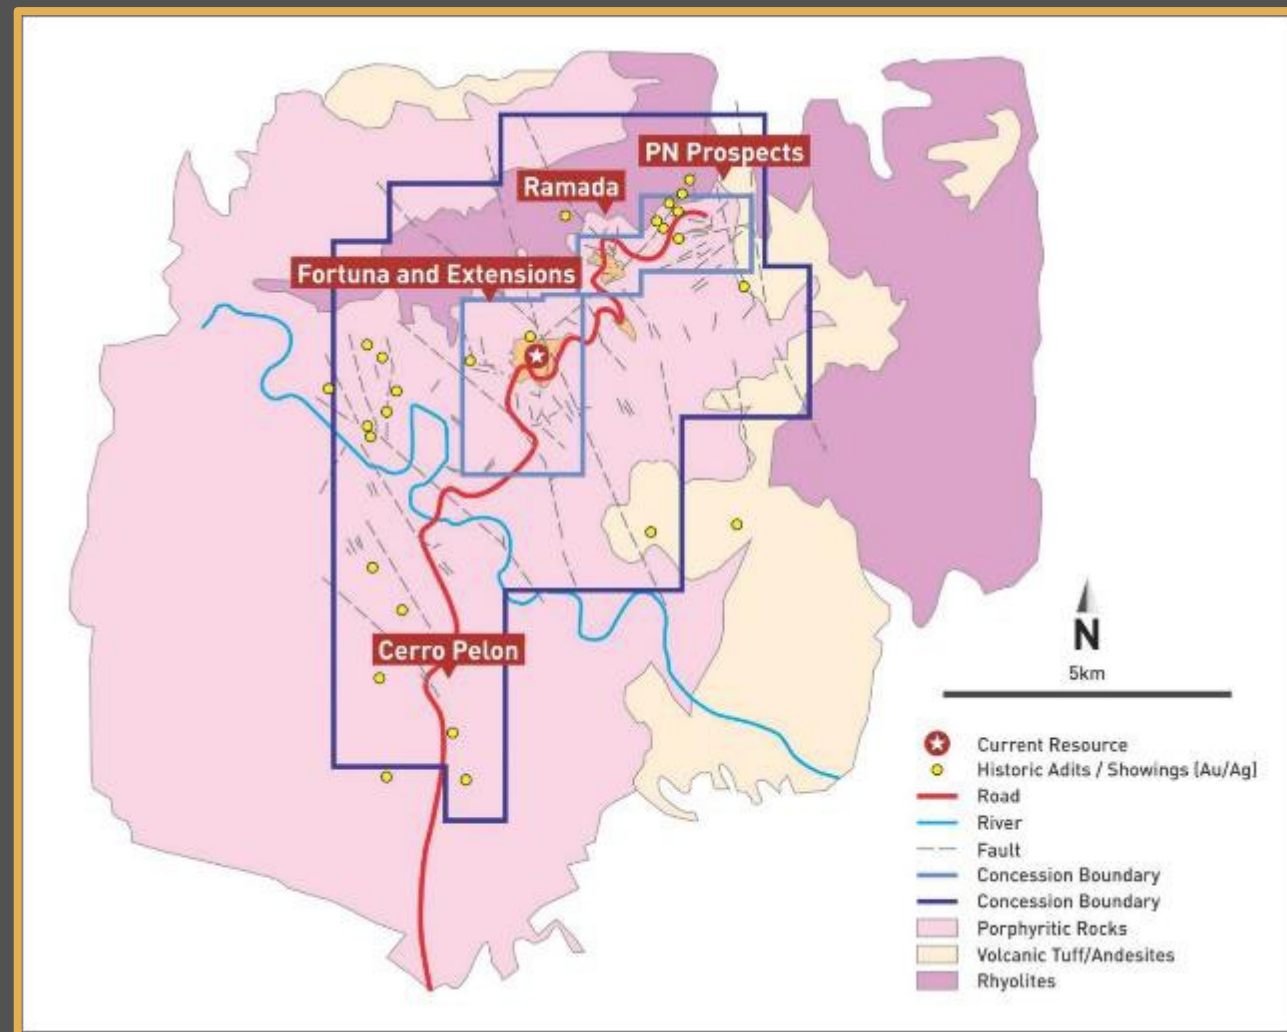 PN Prospects
Ramada
Fortuna and Extensions
Cerro Pelon
N
5km
Current Resource
Historic Adits / Showings (Au/Ag)
Road
River
Fault
Concession Boundary
Concession Boundary
Porphyritic Rocks
Volcanic Tuff/Andesites
Rhyolites